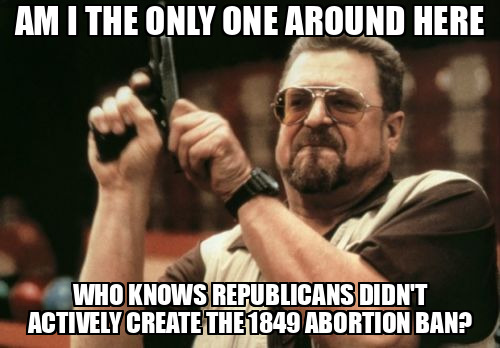 AM I THE ONLY ONE AROUND HERE
WHO KNOWS REPUBLICANS DIDN'T
ACTIVELY CREATE THE 1849 ABORTION BAN?